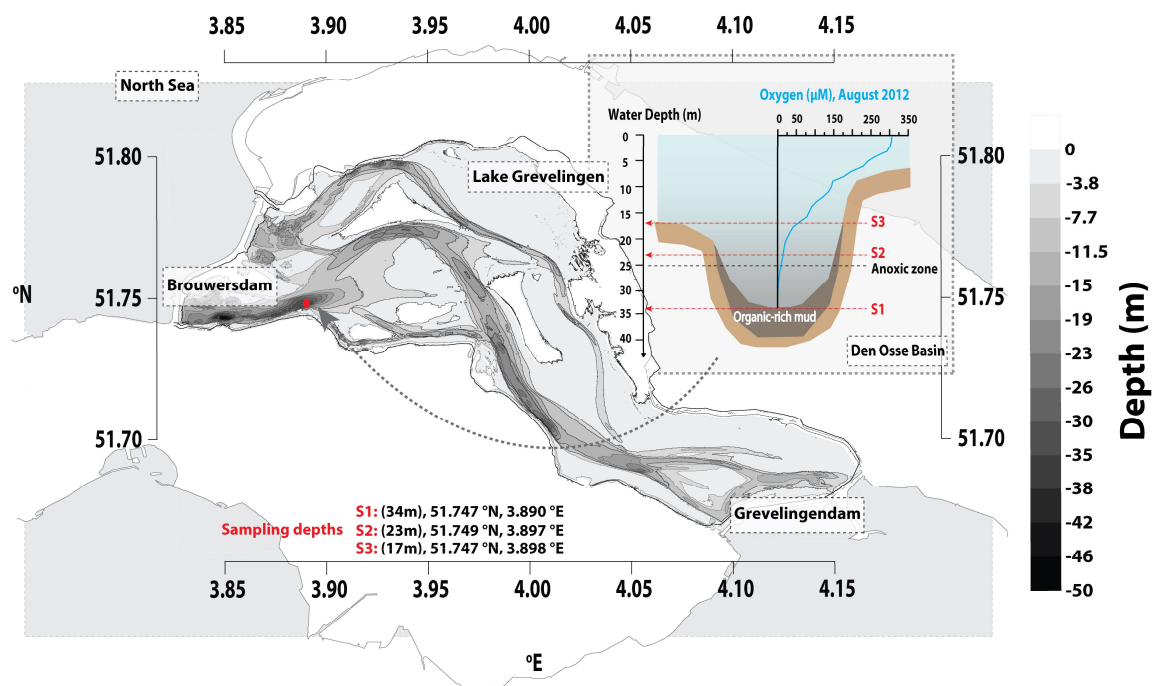 3.85 3.90 3.95 4.00 4.05 4.10 4.15
North Sea
Oxygen (µM), August 2012
Water Depth (m)
0 50 150 250 350
0
5
10
15
20
25
30
35
40
S3
S2
Anoxic zone
S1
Organic-rich mud
Den Osse Basin
51.80
51.75
51.70
ºN
51.80
51.75
51.70
Lake Grevelingen
Brouwersdam
Grevelingendam
Sampling depths
S1: (34m), 51.747 °N, 3.890 °E
S2: (23m), 51.749 °N, 3.897 °E
S3: (17m), 51.747 °N, 3.898 °E
3.85 3.90 3.95 4.00 4.05 4.10 4.15
ºE
0
-3.8
-7.7
-11.5
-15
-19
-23
-26
-30
-35
-38
-42
-46
-50
Depth (m)